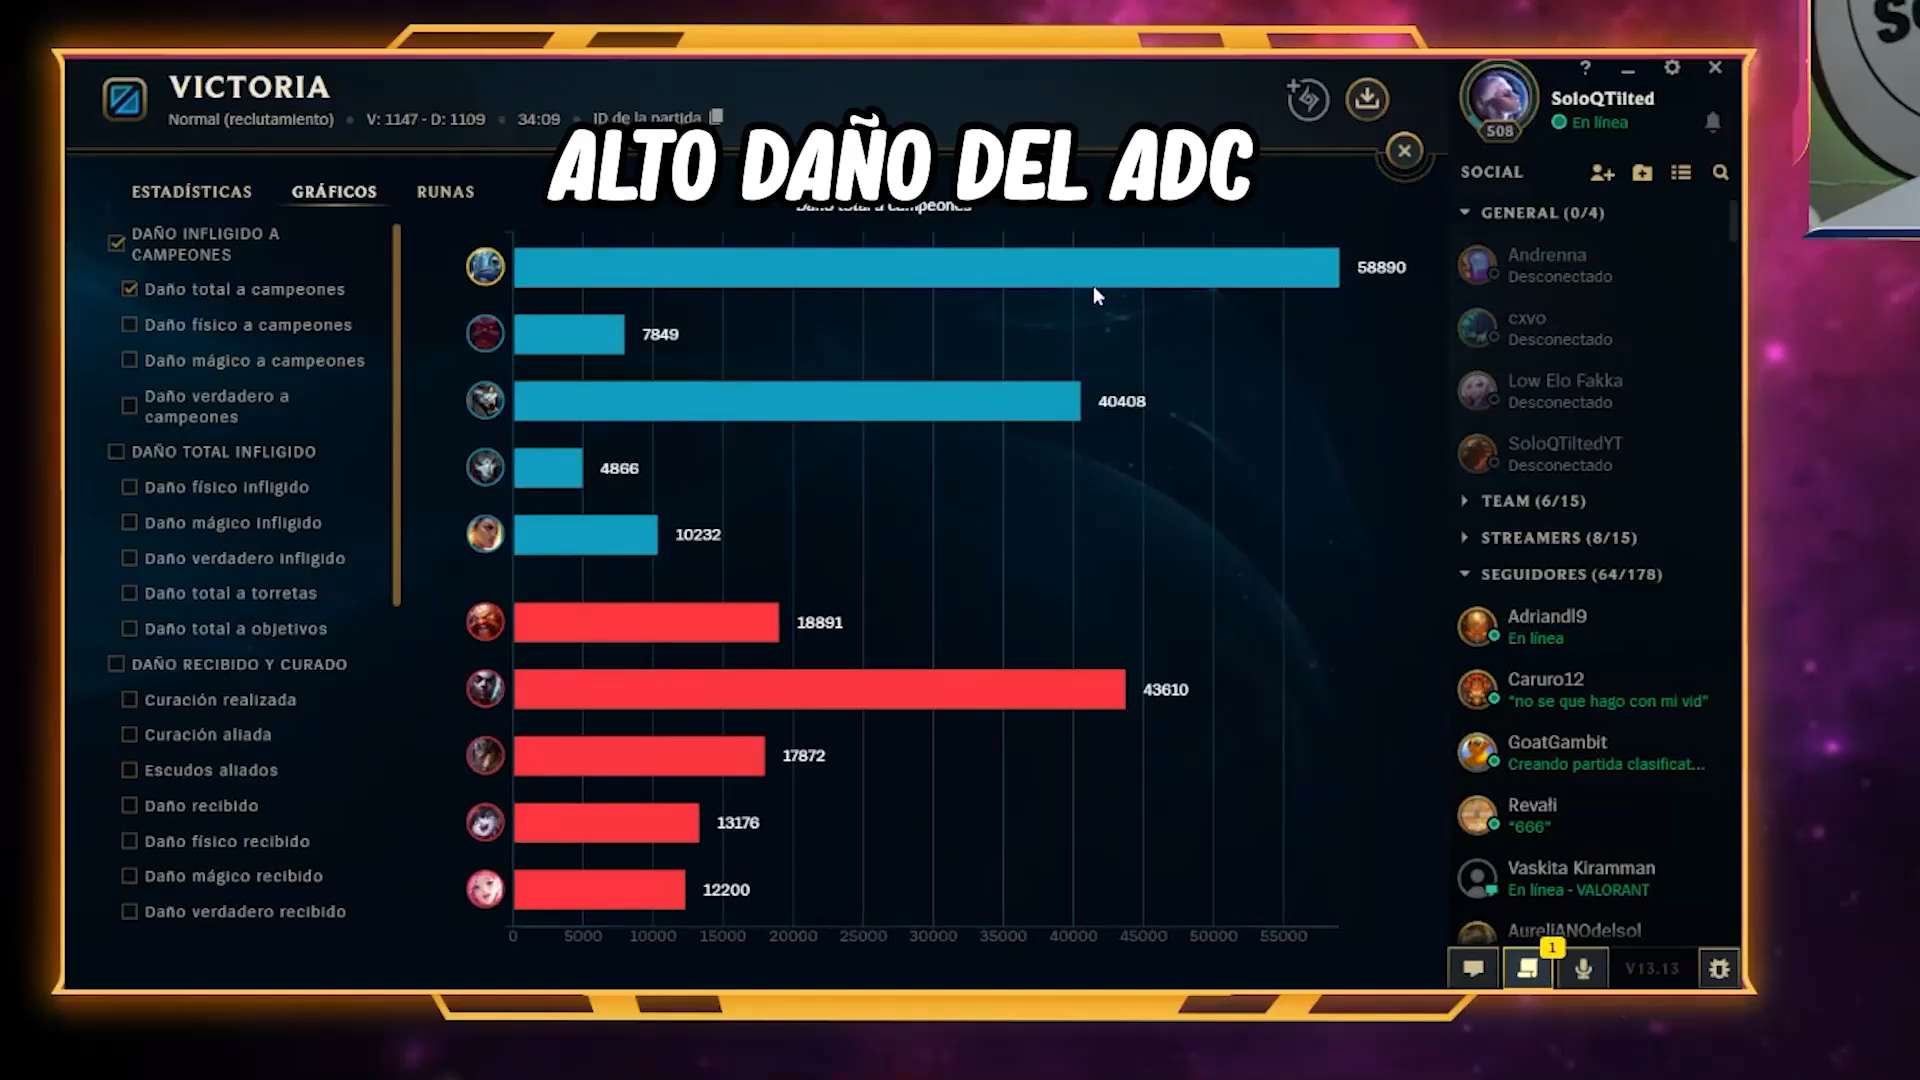 VICTORIA
Normal (reclutamiento) • V: 1147 - D: 1109 • 34:09 • ID de la partida
ALTO DAÑO DEL ADC
ESTADÍSTICAS GRÁFICOS RUNAS
Daño total a campeones
DAÑO INFLIGIDO A
CAMPEONES
Daño total a campeones
Daño físico a campeones
Daño mágico a campeones
Daño verdadero a
campeones
DAÑO TOTAL INFLIGIDO
Daño físico infligido
Daño mágico infligido
Daño verdadero infligido
Daño total a torretas
Daño total a objetivos
DAÑO RECIBIDO Y CURADO
Curación realizada
Curación aliada
Escudos aliados
Daño recibido
Daño físico recibido
Daño mágico recibido
Daño verdadero recibido
58890
7849
40408
4866
10232
18891
43610
17872
13176
12200
0 5000 10000 15000 20000 25000 30000 35000 40000 45000 50000 55000
?
508
SoloQTilted
En línea
SOCIAL
GENERAL (0/4)
Andrenna
Desconectado
cxvo
Desconectado
Low Elo Fakka
Desconectado
SoloQTiltedYT
Desconectado
TEAM (6/15)
STREAMERS (8/15)
SEGUIDORES (64/178)
Adriandl9
En línea
Caruro12
"no se que hago con mi vid"
GoatGambit
Creando partida clasificat...
Revali
"666"
Vaskita Kiramman
En línea - VALORANT
AureliANOdelsol
1
V13.13